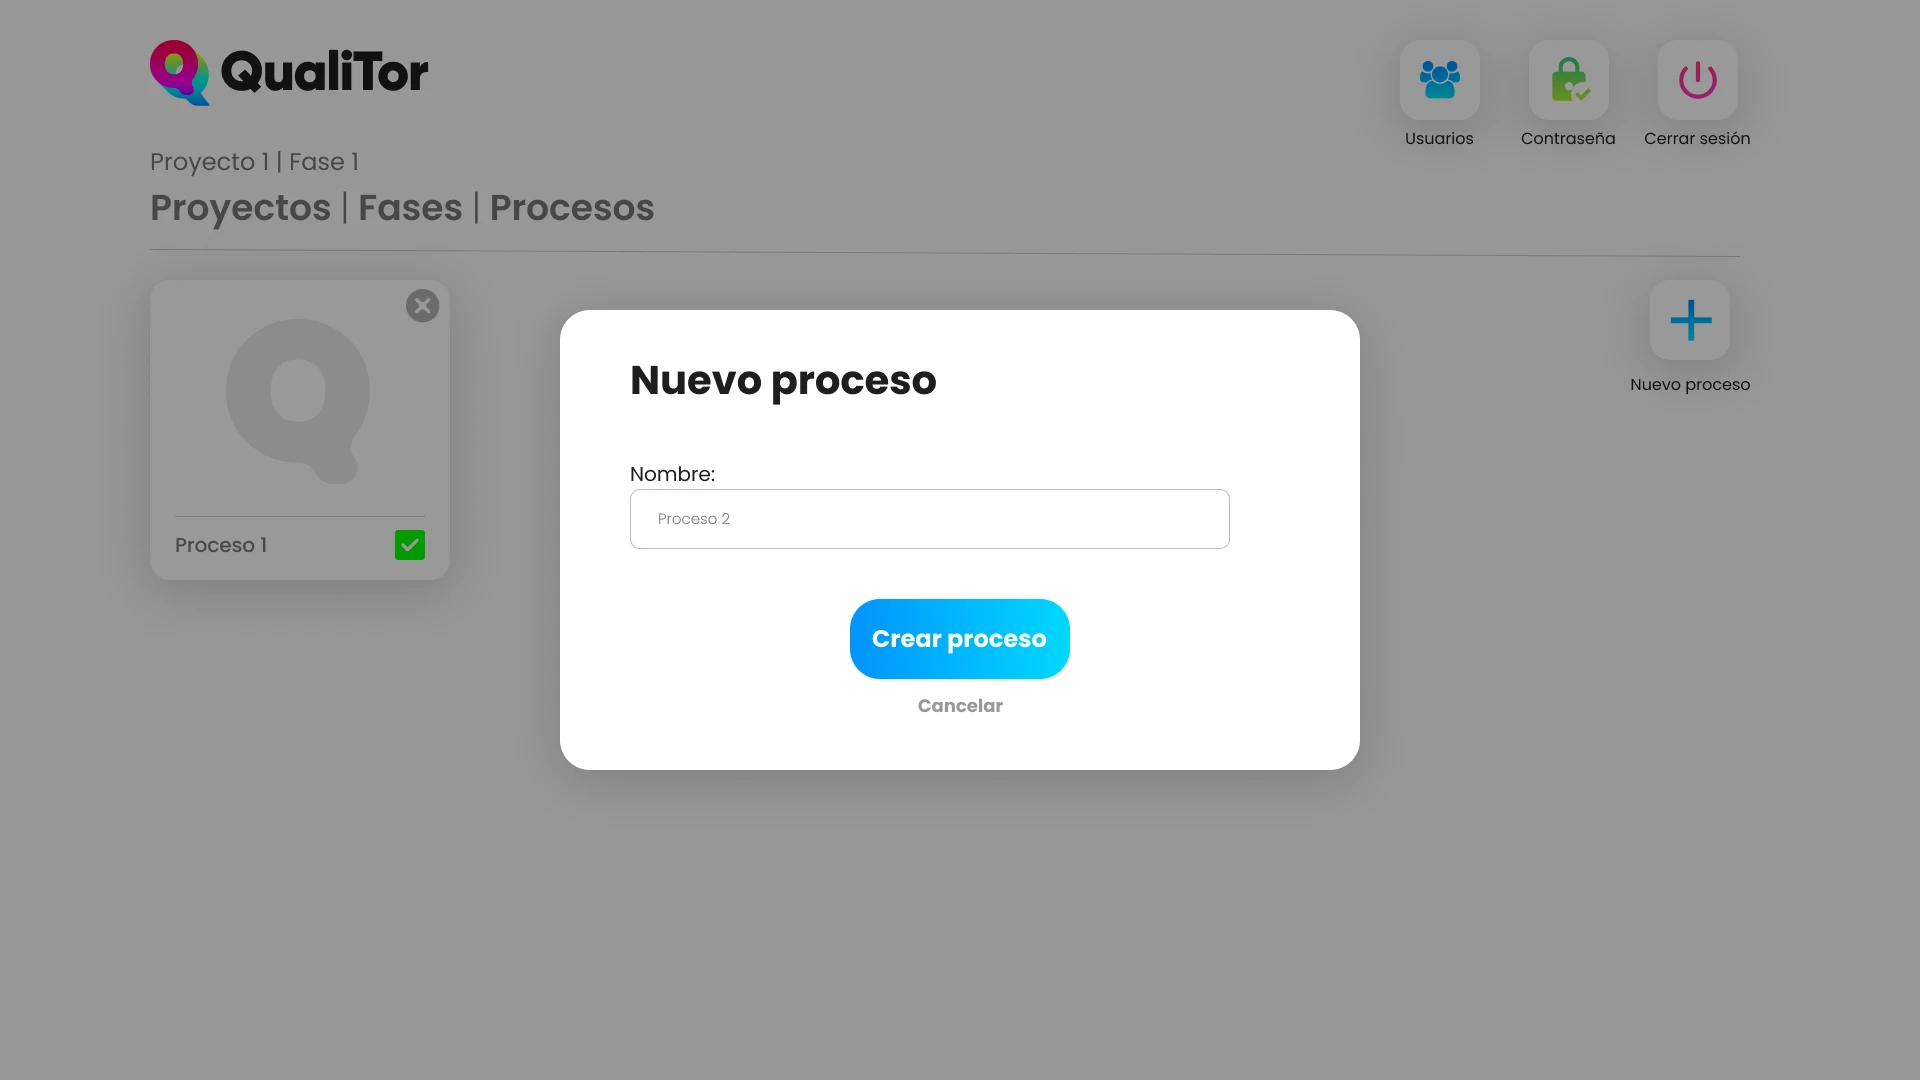 QualiTor
Usuarios
Contraseña
Cerrar sesión
Proyecto 1 | Fase 1
Proyectos | Fases | Procesos
Nuevo proceso
Proceso 1
Nuevo proceso
Nombre:
Proceso 2
Crear proceso
Cancelar